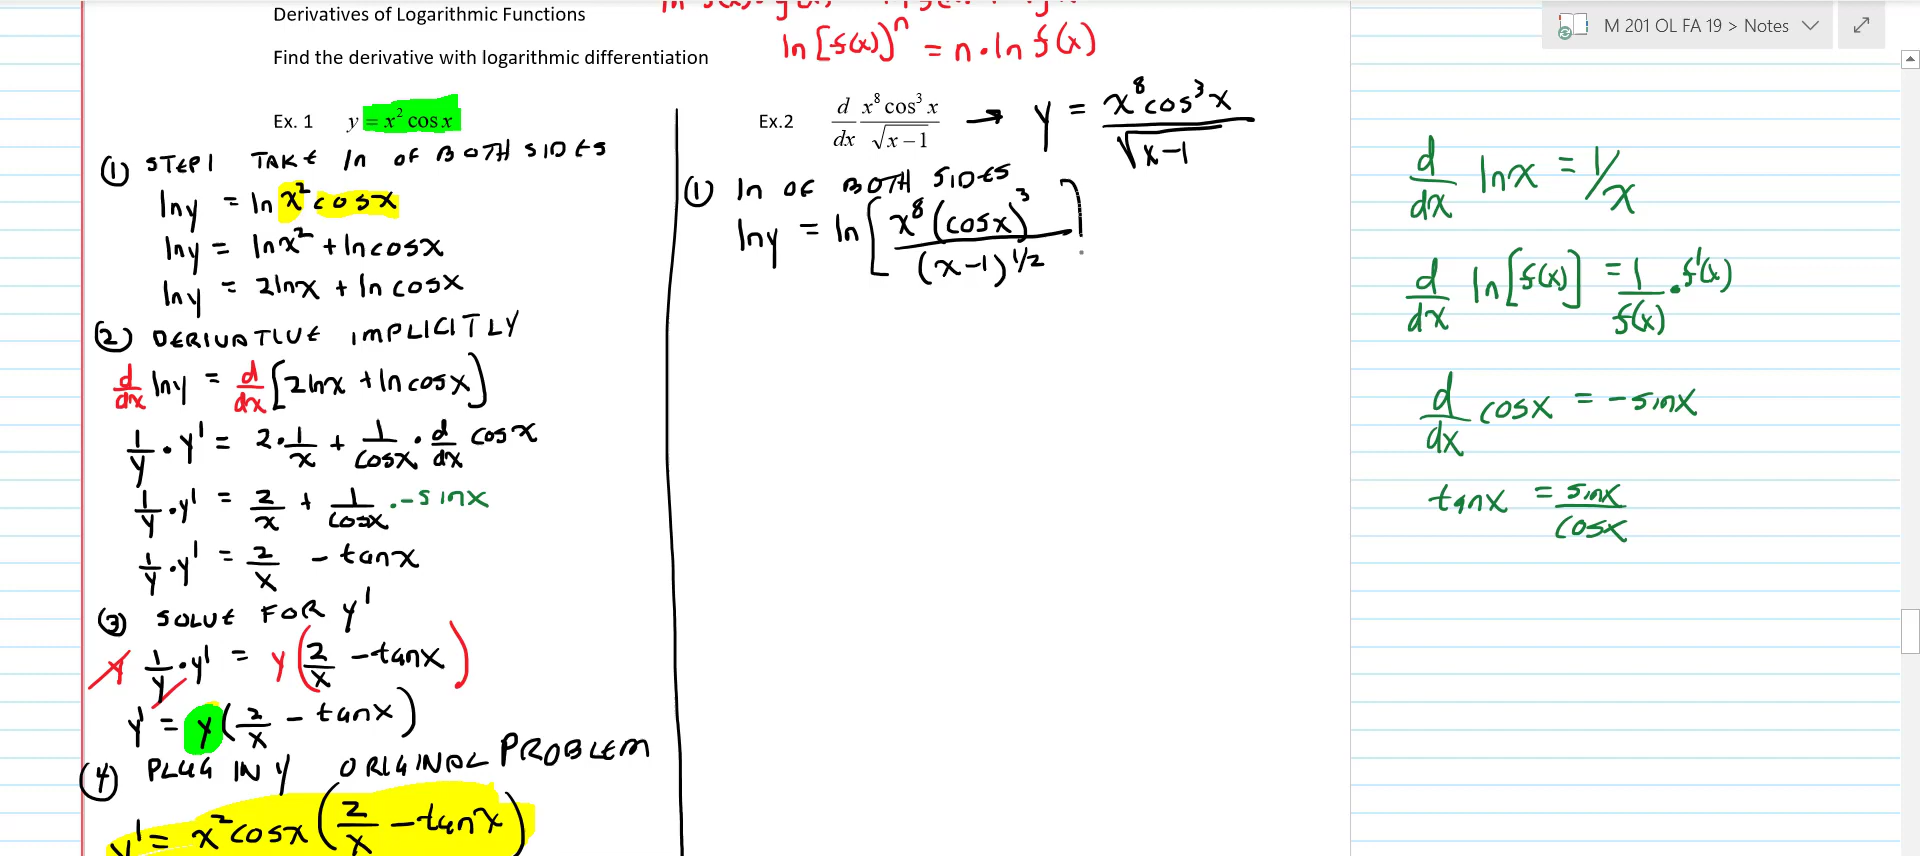 Derivatives of Logarithmic Functions
Find the derivative with logarithmic differentiation
ln [f(x)]^n = n·ln f(x)
M 201 OL FA 19 > Notes
Ex. 1 y = x² cos x
① STEP 1 TAKE ln OF BOTH SIDES
lny = ln x² cosx
lny = lnx² + lncosx
lny = 2lnx + ln cosx
② DERIVATIVE IMPLICITLY
d/dx lny = d/dx [2lnx + ln cosx]
1/y · y' = 2·1/x + 1/cosx · d/dx cosx
1/y · y' = 2/x + 1/cosx · -sinx
1/y · y' = 2/x - tanx
③ SOLVE FOR y'
y 1/y · y' = y(2/x - tanx)
y' = y(2/x - tanx)
④ PLUG IN y ORIGINAL PROBLEM
y' = x²cosx(2/x - tanx)
Ex.2 d/dx x⁸ cos³ x / √(x-1) → y = x⁸cos³x / √(x-1)
① ln OF BOTH SIDES
lny = ln [x⁸(cosx)³ / (x-1)^1/2]
d/dx lnx = 1/x
d/dx ln[f(x)] = 1/f(x) · f'(x)
d/dx cosx = -sinx
tanx = sinx/cosx